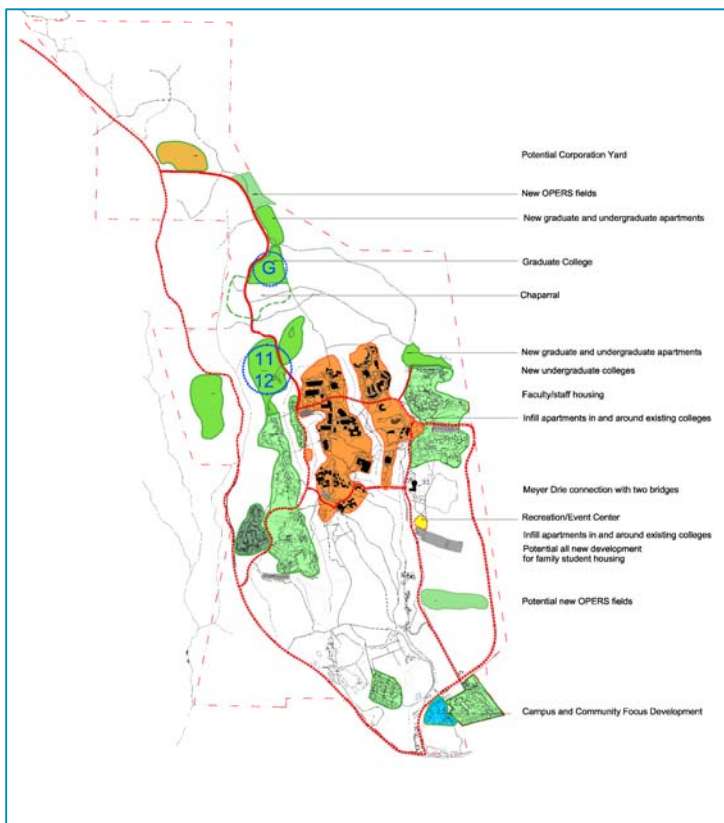 Potential Corporation Yard
New OPERS fields
New graduate and undergraduate apartments
G
Graduate College
Chaparral
11
12
New graduate and undergraduate apartments
New undergraduate colleges
Faculty/staff housing
Infill apartments in and around existing colleges
Meyer Drie connection with two bridges
Recreation/Event Center
Infill apartments in and around existing colleges
Potential all new development
for family student housing
Potential new OPERS fields
Campus and Community Focus Development